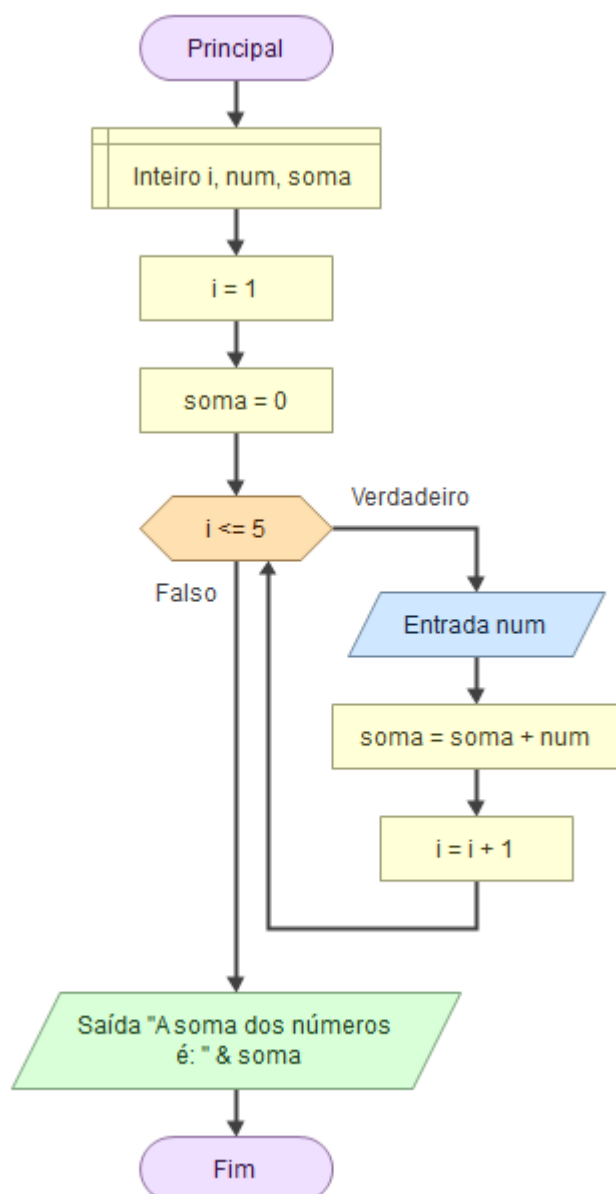 Principal
Inteiro i, num, soma
i = 1
soma = 0
i <= 5
Verdadeiro
Falso
Entrada num
soma = soma + num
i = i + 1
Saída "A soma dos números
é: " & soma
Fim